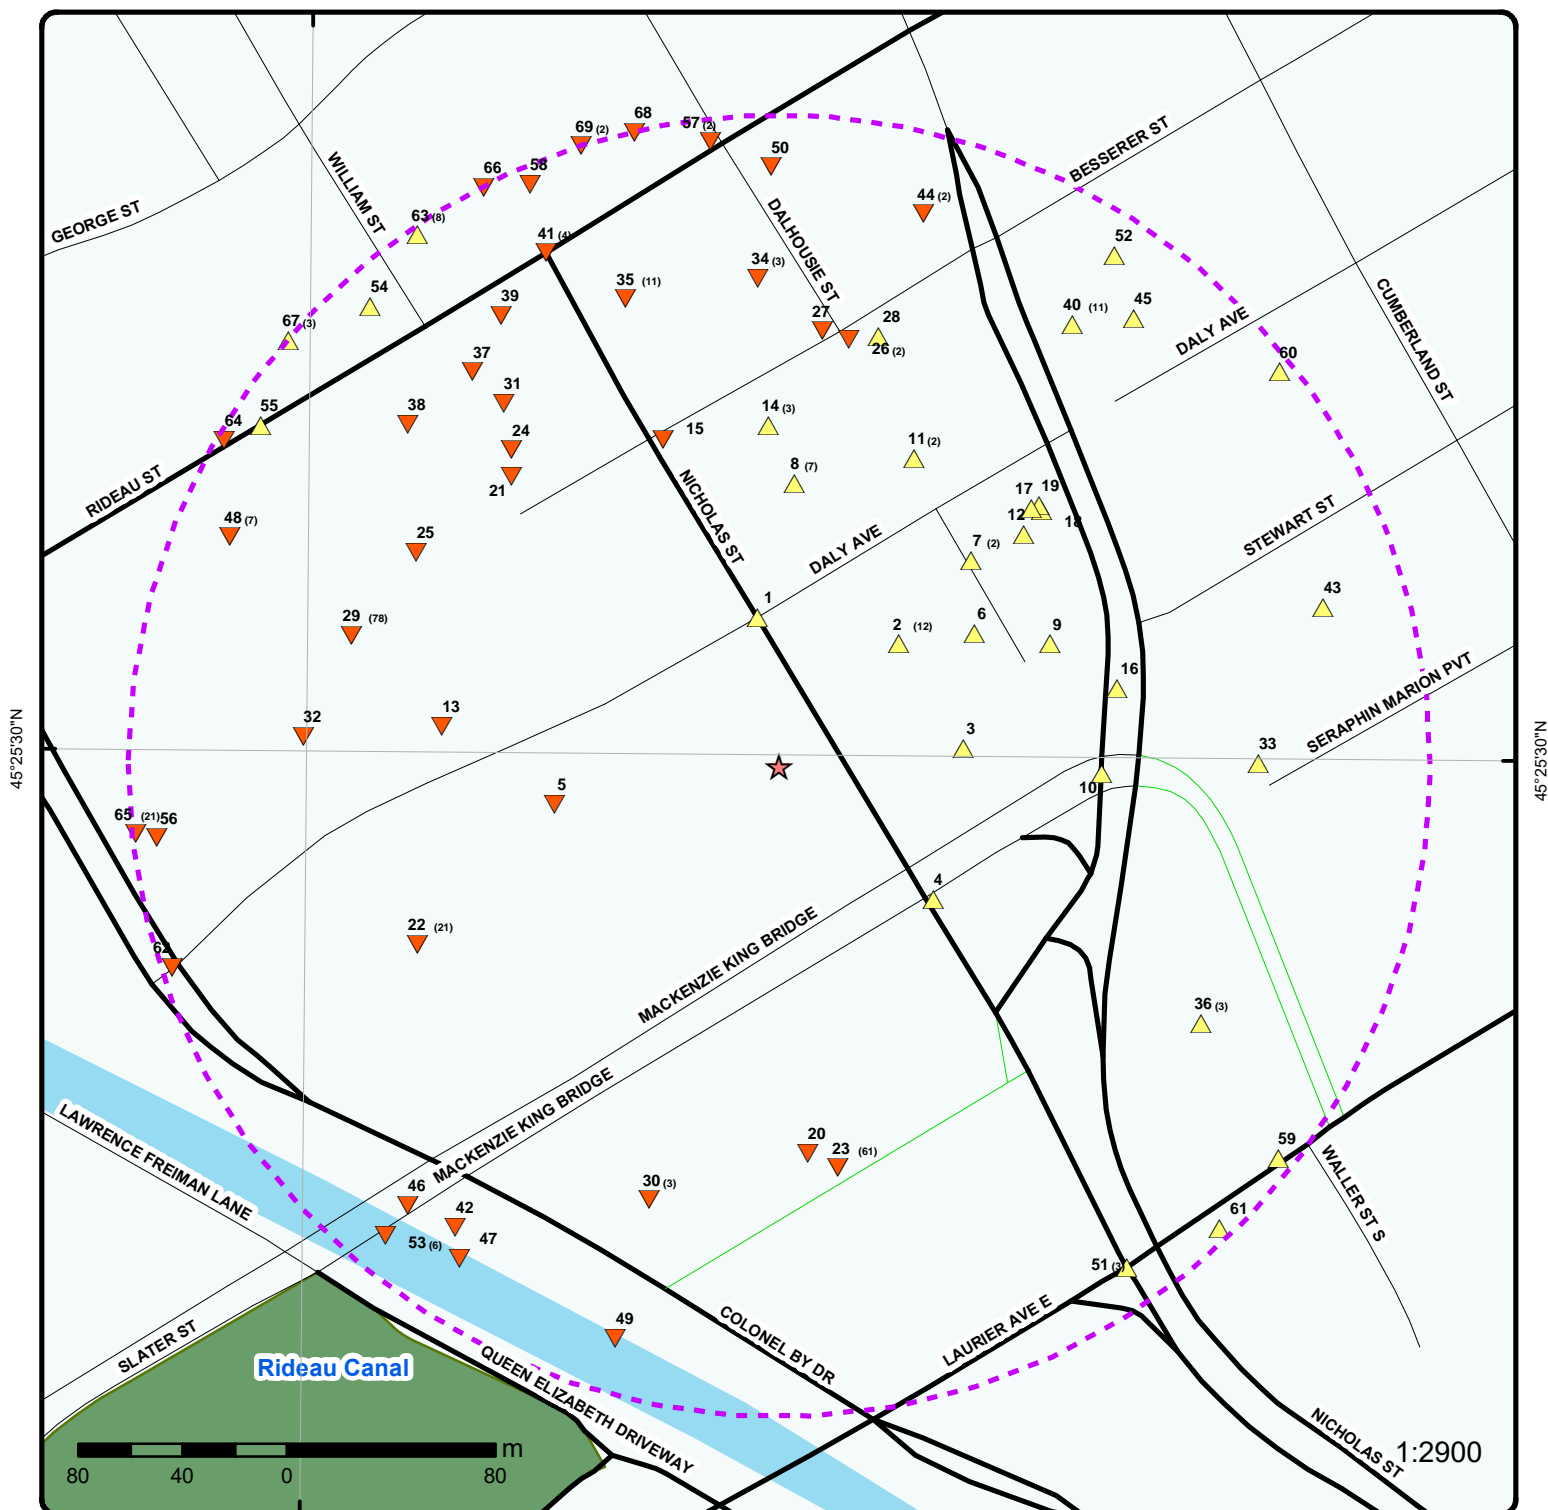 68
69 (2)
57 (2)
50
BESSERER ST
WILLIAM ST
66
58
44 (2)
GEORGE ST
63 (8)
DALHOUSIE ST
41 (4)
52
34 (3)
54
35 (11)
CUMBERLAND ST
39
40 (11)
45
67 (3)
27
28
DALY AVE
26 (2)
60
37
31
55
38
14 (3)
64
24
15
11 (2)
8 (7)
RIDEAU ST
21
NICHOLAS ST
17
19
48 (7)
12
18
STEWART ST
25
DALY AVE
7 (2)
1
43
29 (78)
2 (12)
6
9
16
SERAPHIN MARION PVT
13
32
3
33
45°25'30"N
45°25'30"N
5
10
65 (21)
56
4
22 (21)
MACKENZIE KING BRIDGE
62
36 (3)
MACKENZIE KING BRIDGE
LAWRENCE FREIMAN LANE
20
23 (61)
59
WALLER ST S
30 (3)
46
42
61
53 (6)
47
51 (3)
49
SLATER ST
COLONEL BY DR
LAURIER AVE E
Rideau Canal
QUEEN ELIZABETH DRIVEWAY
NICHOLAS ST
m
1:2900
80 40 0 80